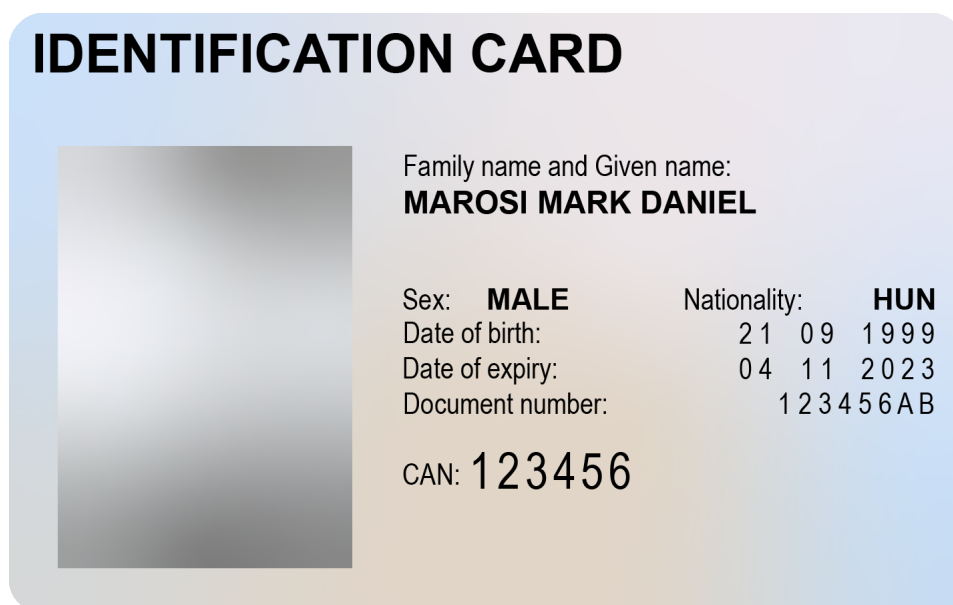 IDENTIFICATION CARD
Family name and Given name:
MAROSI MARK DANIEL
Sex: MALE Nationality: HUN
Date of birth: 21 09 1999
Date of expiry: 04 11 2023
Document number: 123456AB
CAN: 123456